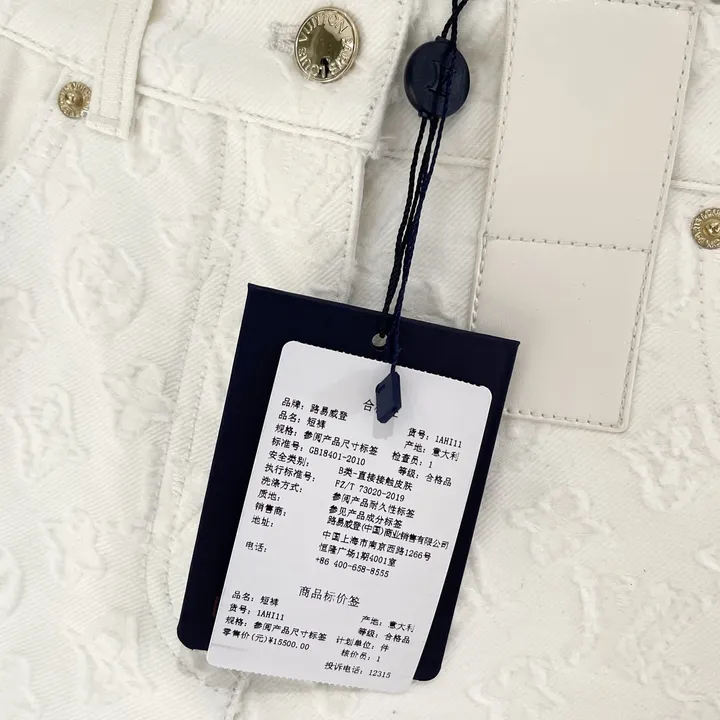 LOUIS VUITTON
合
品牌: 路易威登
货号: 1AHI11
品名: 短裤
产地: 意大利
规格: 参阅产品尺寸标签
检查员: 1
标准号: GB18401-2010
等级: 合格品
安全类别: B类-直接接触皮肤
执行标准号: FZ/T 73020-2019
洗涤方式: 参阅产品耐久性标签
质地: 参见产品成分标签
销售商: 路易威登(中国)商业销售有限公司
地址: 中国上海市南京西路1266号
恒隆广场1期4001室
电话: +86 400-658-8555
商品标价签
品名: 短裤
产地: 意大利
货号: 1AHI11
等级: 合格品
规格: 参阅产品尺寸标签
计划单位: 件
零售价(元)¥15500.00
核价员: 1
投诉电话: 12315